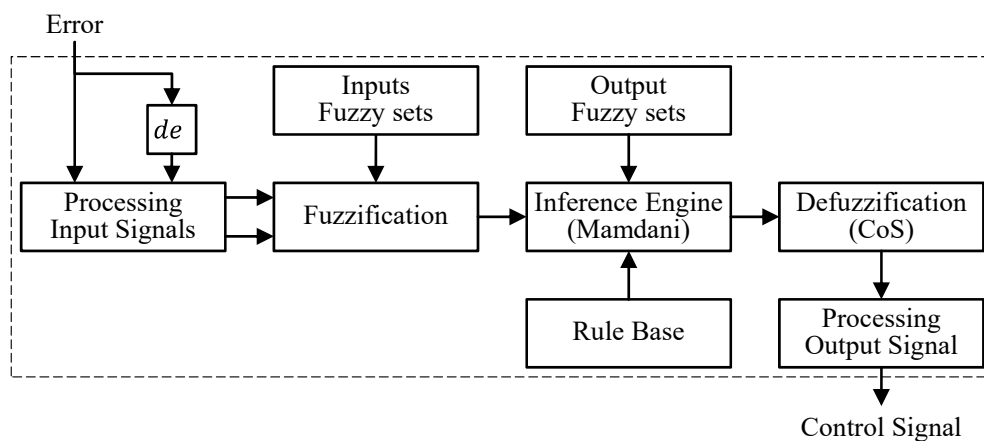 Error
Inputs
Fuzzy sets
Output
Fuzzy sets
de
Processing
Input Signals
Fuzzification
Inference Engine
(Mamdani)
Defuzzification
(CoS)
Rule Base
Processing
Output Signal
Control Signal